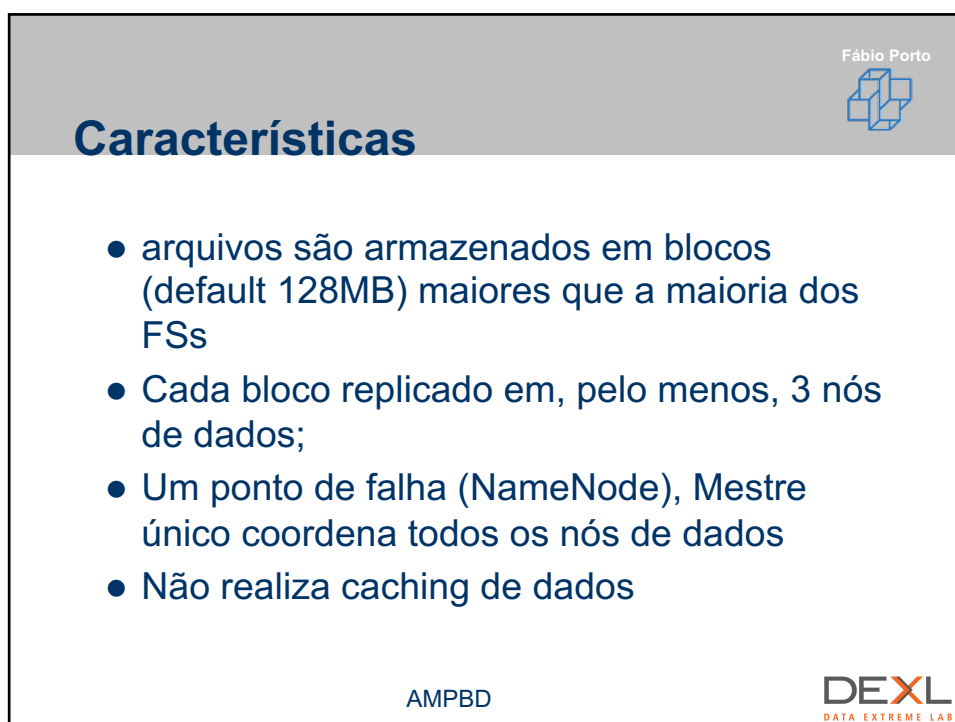 Fábio Porto
Características
● arquivos são armazenados em blocos
(default 128MB) maiores que a maioria dos
FSs
● Cada bloco replicado em, pelo menos, 3 nós
de dados;
● Um ponto de falha (NameNode), Mestre
único coordena todos os nós de dados
● Não realiza caching de dados
AMPBD
DEXL
DATA EXTREME LAB